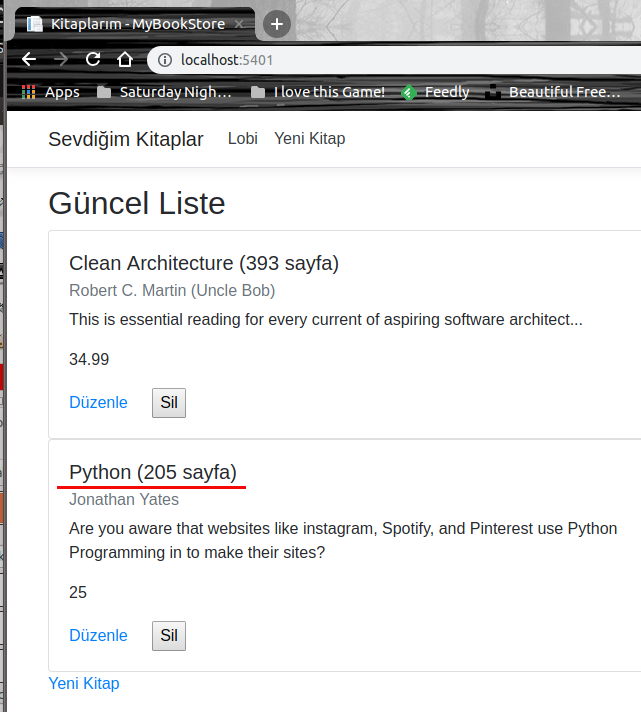 Kitaplarım - MyBookStore
localhost:5401
Apps Saturday Nigh... I love this Game! Feedly Beautiful Free...
Sevdiğim Kitaplar Lobi Yeni Kitap
Güncel Liste
Clean Architecture (393 sayfa)
Robert C. Martin (Uncle Bob)
This is essential reading for every current of aspiring software architect...
34.99
Düzenle Sil
Python (205 sayfa)
Jonathan Yates
Are you aware that websites like instagram, Spotify, and Pinterest use Python
Programming in to make their sites?
25
Düzenle Sil
Yeni Kitap